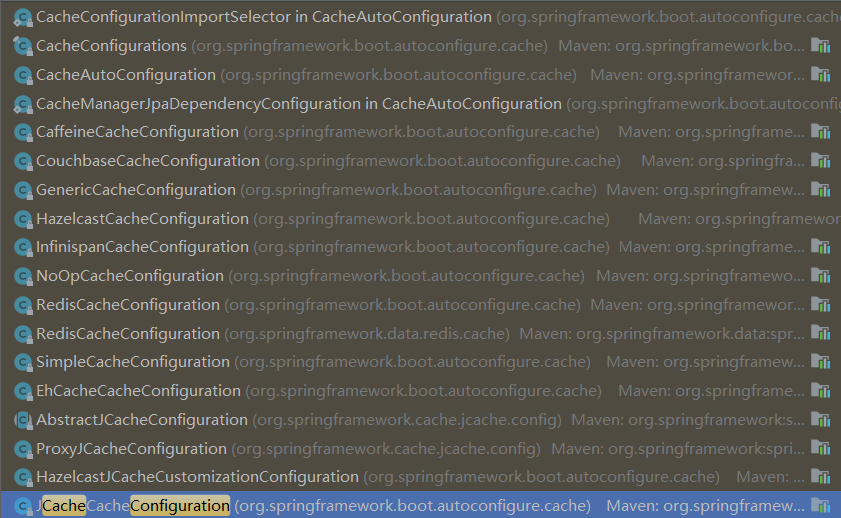 CacheConfigurationImportSelector in CacheAutoConfiguration (org.springframework.boot.autoconfigure.cache
CacheConfigurations (org.springframework.boot.autoconfigure.cache) Maven: org.springframework.bo...
CacheAutoConfiguration (org.springframework.boot.autoconfigure.cache) Maven: org.springframewor...
CacheManagerJpaDependencyConfiguration in CacheAutoConfiguration (org.springframework.boot.autoconfig
CaffeineCacheConfiguration (org.springframework.boot.autoconfigure.cache) Maven: org.springframe...
CouchbaseCacheConfiguration (org.springframework.boot.autoconfigure.cache) Maven: org.springfra...
GenericCacheConfiguration (org.springframework.boot.autoconfigure.cache) Maven: org.springframe...
HazelcastCacheConfiguration (org.springframework.boot.autoconfigure.cache) Maven: org.springframework
InfinispanCacheConfiguration (org.springframework.boot.autoconfigure.cache) Maven: org.springframe...
NoOpCacheConfiguration (org.springframework.boot.autoconfigure.cache) Maven: org.springframewo...
RedisCacheConfiguration (org.springframework.boot.autoconfigure.cache) Maven: org.springframewor...
RedisCacheConfiguration (org.springframework.data.redis.cache) Maven: org.springframework.data:spr...
SimpleCacheConfiguration (org.springframework.boot.autoconfigure.cache) Maven: org.springframew...
EhCacheCacheConfiguration (org.springframework.boot.autoconfigure.cache) Maven: org.springframe...
AbstractJCacheConfiguration (org.springframework.cache.jcache.config) Maven: org.springframework:s...
ProxyJCacheConfiguration (org.springframework.cache.jcache.config) Maven: org.springframework:spri...
HazelcastJCacheCustomizationConfiguration (org.springframework.boot.autoconfigure.cache) Maven: ...
JCacheCacheConfiguration (org.springframework.boot.autoconfigure.cache) Maven: org.springframew...